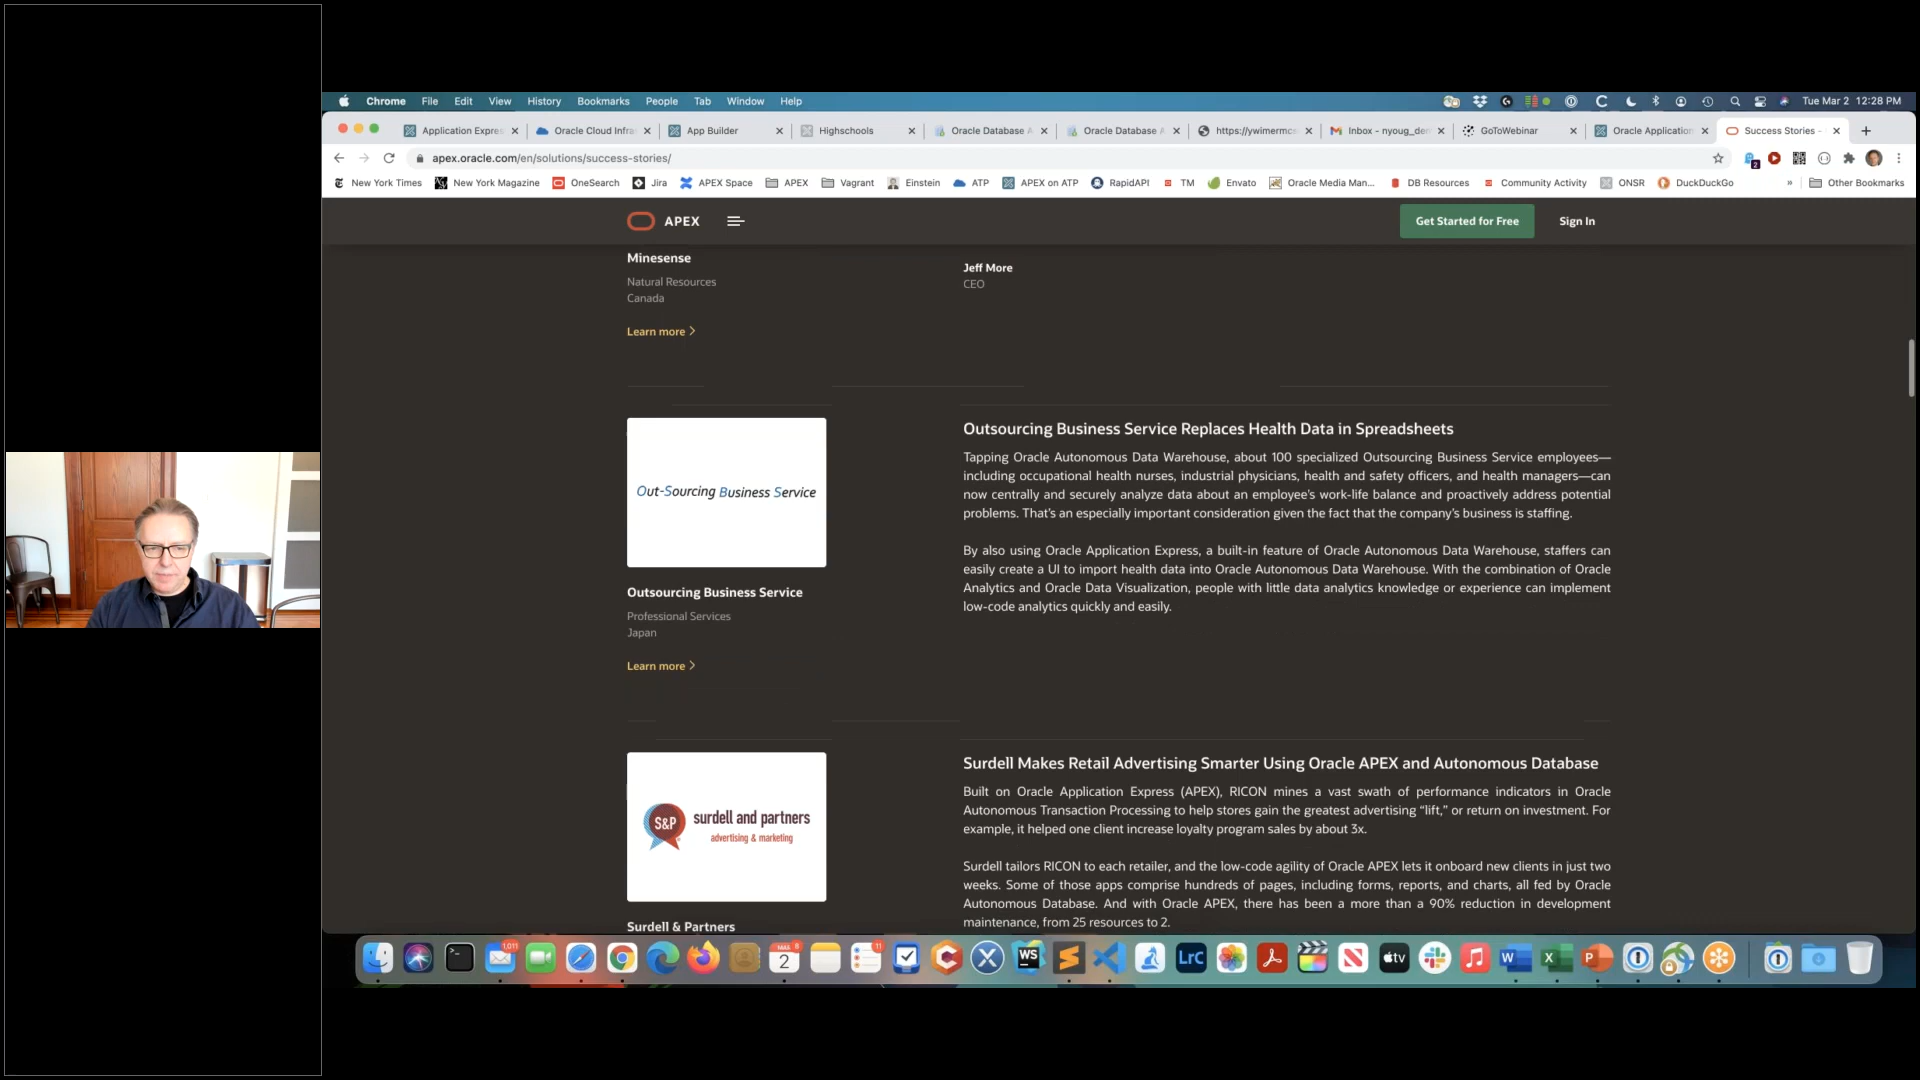 Chrome File Edit View History Bookmarks People Tab Window Help
Tue Mar 2 12:28 PM
Application Expres
Oracle Cloud Infra
App Builder
Highschools
Oracle Database A
Oracle Database A
https://ywimermc
Inbox - nyoug_de
GoToWebinar
Oracle Application
Success Stories -
apex.oracle.com/en/solutions/success-stories/
2
New York Times
New York Magazine
OneSearch
Jira
APEX Space
APEX
Vagrant
Einstein
ATP
APEX on ATP
RapidAPI
TM
Envato
Oracle Media Man...
DB Resources
Community Activity
ONSR
DuckDuckGo
»
Other Bookmarks
APEX
Get Started for Free
Sign In
Minesense
Natural Resources
Canada
Learn more
Jeff More
CEO
Out-Sourcing Business Service
Outsourcing Business Service
Professional Services
Japan
Learn more
Outsourcing Business Service Replaces Health Data in Spreadsheets
Tapping Oracle Autonomous Data Warehouse, about 100 specialized Outsourcing Business Service employees—
including occupational health nurses, industrial physicians, health and safety officers, and health managers—can
now centrally and securely analyze data about an employee's work-life balance and proactively address potential
problems. That's an especially important consideration given the fact that the company's business is staffing.
By also using Oracle Application Express, a built-in feature of Oracle Autonomous Data Warehouse, staffers can
easily create a UI to import health data into Oracle Autonomous Data Warehouse. With the combination of Oracle
Analytics and Oracle Data Visualization, people with little data analytics knowledge or experience can implement
low-code analytics quickly and easily.
S&P
surdell and partners
advertising & marketing
Surdell & Partners
Surdell Makes Retail Advertising Smarter Using Oracle APEX and Autonomous Database
Built on Oracle Application Express (APEX), RICON mines a vast swath of performance indicators in Oracle
Autonomous Transaction Processing to help stores gain the greatest advertising “lift,” or return on investment. For
example, it helped one client increase loyalty program sales by about 3x.
Surdell tailors RICON to each retailer, and the low-code agility of Oracle APEX lets it onboard new clients in just two
weeks. Some of those apps comprise hundreds of pages, including forms, reports, and charts, all fed by Oracle
Autonomous Database. And with Oracle APEX, there has been a more than a 90% reduction in development
maintenance, from 25 resources to 2.
1,011
MAR
2
8
11
WS
LrC
tv
W
X
P